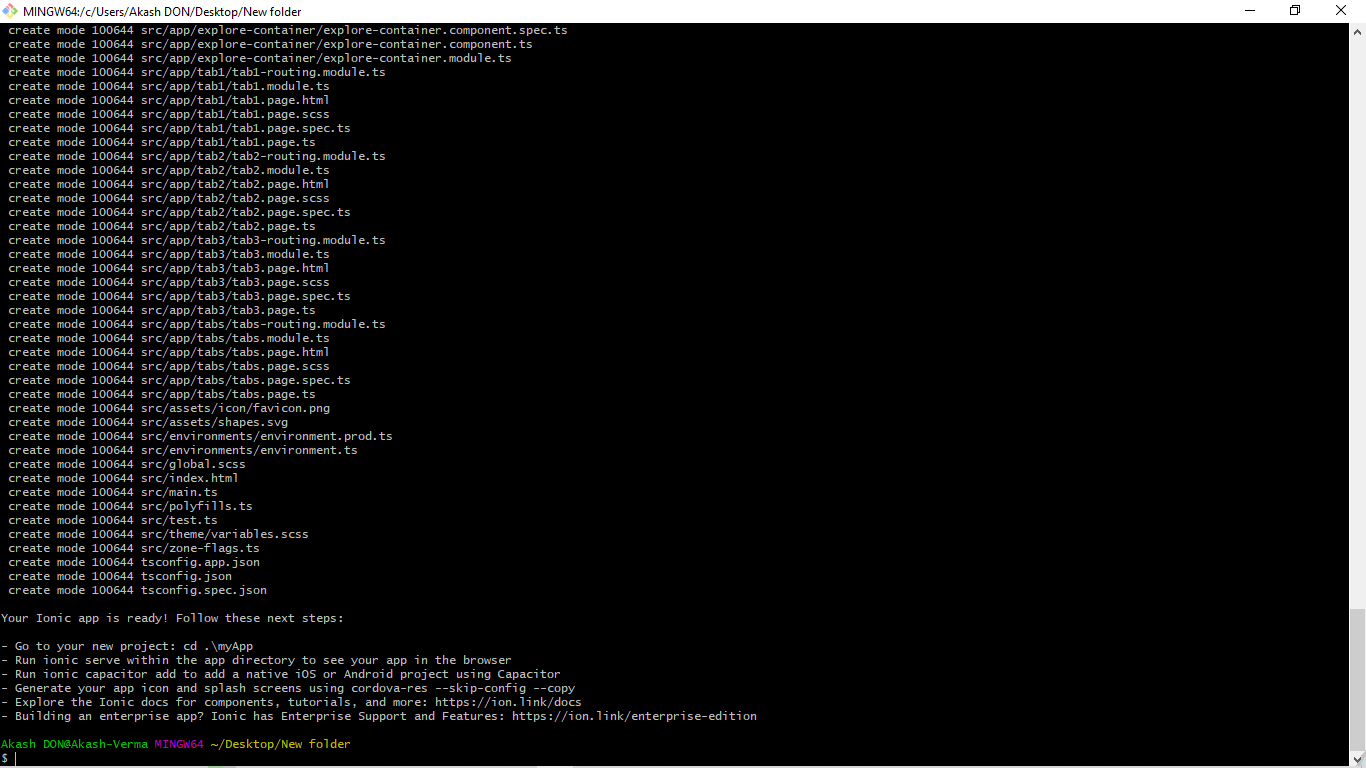 MINGW64:/c/Users/Akash DON/Desktop/New folder
create mode 100644 src/app/explore-container/explore-container.component.spec.ts
create mode 100644 src/app/explore-container/explore-container.component.ts
create mode 100644 src/app/explore-container/explore-container.module.ts
create mode 100644 src/app/tab1/tab1-routing.module.ts
create mode 100644 src/app/tab1/tab1.module.ts
create mode 100644 src/app/tab1/tab1.page.html
create mode 100644 src/app/tab1/tab1.page.scss
create mode 100644 src/app/tab1/tab1.page.spec.ts
create mode 100644 src/app/tab1/tab1.page.ts
create mode 100644 src/app/tab2/tab2-routing.module.ts
create mode 100644 src/app/tab2/tab2.module.ts
create mode 100644 src/app/tab2/tab2.page.html
create mode 100644 src/app/tab2/tab2.page.scss
create mode 100644 src/app/tab2/tab2.page.spec.ts
create mode 100644 src/app/tab2/tab2.page.ts
create mode 100644 src/app/tab3/tab3-routing.module.ts
create mode 100644 src/app/tab3/tab3.module.ts
create mode 100644 src/app/tab3/tab3.page.html
create mode 100644 src/app/tab3/tab3.page.scss
create mode 100644 src/app/tab3/tab3.page.spec.ts
create mode 100644 src/app/tab3/tab3.page.ts
create mode 100644 src/app/tabs/tabs-routing.module.ts
create mode 100644 src/app/tabs/tabs.module.ts
create mode 100644 src/app/tabs/tabs.page.html
create mode 100644 src/app/tabs/tabs.page.scss
create mode 100644 src/app/tabs/tabs.page.spec.ts
create mode 100644 src/app/tabs/tabs.page.ts
create mode 100644 src/assets/icon/favicon.png
create mode 100644 src/assets/shapes.svg
create mode 100644 src/environments/environment.prod.ts
create mode 100644 src/environments/environment.ts
create mode 100644 src/global.scss
create mode 100644 src/index.html
create mode 100644 src/main.ts
create mode 100644 src/polyfills.ts
create mode 100644 src/test.ts
create mode 100644 src/theme/variables.scss
create mode 100644 src/zone-flags.ts
create mode 100644 tsconfig.app.json
create mode 100644 tsconfig.json
create mode 100644 tsconfig.spec.json
Your Ionic app is ready! Follow these next steps:
- Go to your new project: cd .\myApp
- Run ionic serve within the app directory to see your app in the browser
- Run ionic capacitor add to add a native iOS or Android project using Capacitor
- Generate your app icon and splash screens using cordova-res --skip-config --copy
- Explore the Ionic docs for components, tutorials, and more: https://ion.link/docs
- Building an enterprise app? Ionic has Enterprise Support and Features: https://ion.link/enterprise-edition
Akash DON@Akash-Verma MINGW64 ~/Desktop/New folder
$